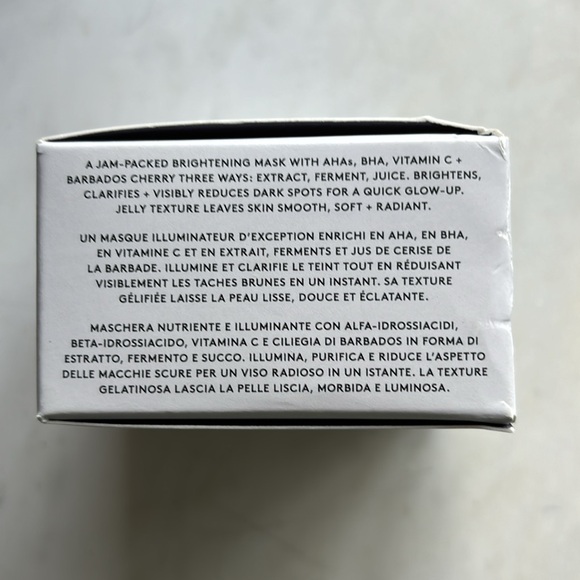 A JAM-PACKED BRIGHTENING MASK WITH AHAs, BHA, VITAMIN C +
BARBADOS CHERRY THREE WAYS: EXTRACT, FERMENT, JUICE. BRIGHTENS,
CLARIFIES + VISIBLY REDUCES DARK SPOTS FOR A QUICK GLOW-UP.
JELLY TEXTURE LEAVES SKIN SMOOTH, SOFT + RADIANT.
UN MASQUE ILLUMINATEUR D'EXCEPTION ENRICHI EN AHA, EN BHA,
EN VITAMINE C ET EN EXTRAIT, FERMENTS ET JUS DE CERISE DE
LA BARBADE. ILLUMINE ET CLARIFIE LE TEINT TOUT EN RÉDUISANT
VISIBLEMENT LES TACHES BRUNES EN UN INSTANT. SA TEXTURE
GÉLIFIÉE LAISSE LA PEAU LISSE, DOUCE ET ÉCLATANTE.
MASCHERA NUTRIENTE E ILLUMINANTE CON ALFA-IDROSSIACIDI,
BETA-IDROSSIACIDO, VITAMINA C E CILIEGIA DI BARBADOS IN FORMA DI
ESTRATTO, FERMENTO E SUCCO. ILLUMINA, PURIFICA E RIDUCE L'ASPETTO
DELLE MACCHIE SCURE PER UN VISO RADIOSO IN UN ISTANTE. LA TEXTURE
GELATINOSA LASCIA LA PELLE LISCIA, MORBIDA E LUMINOSA.